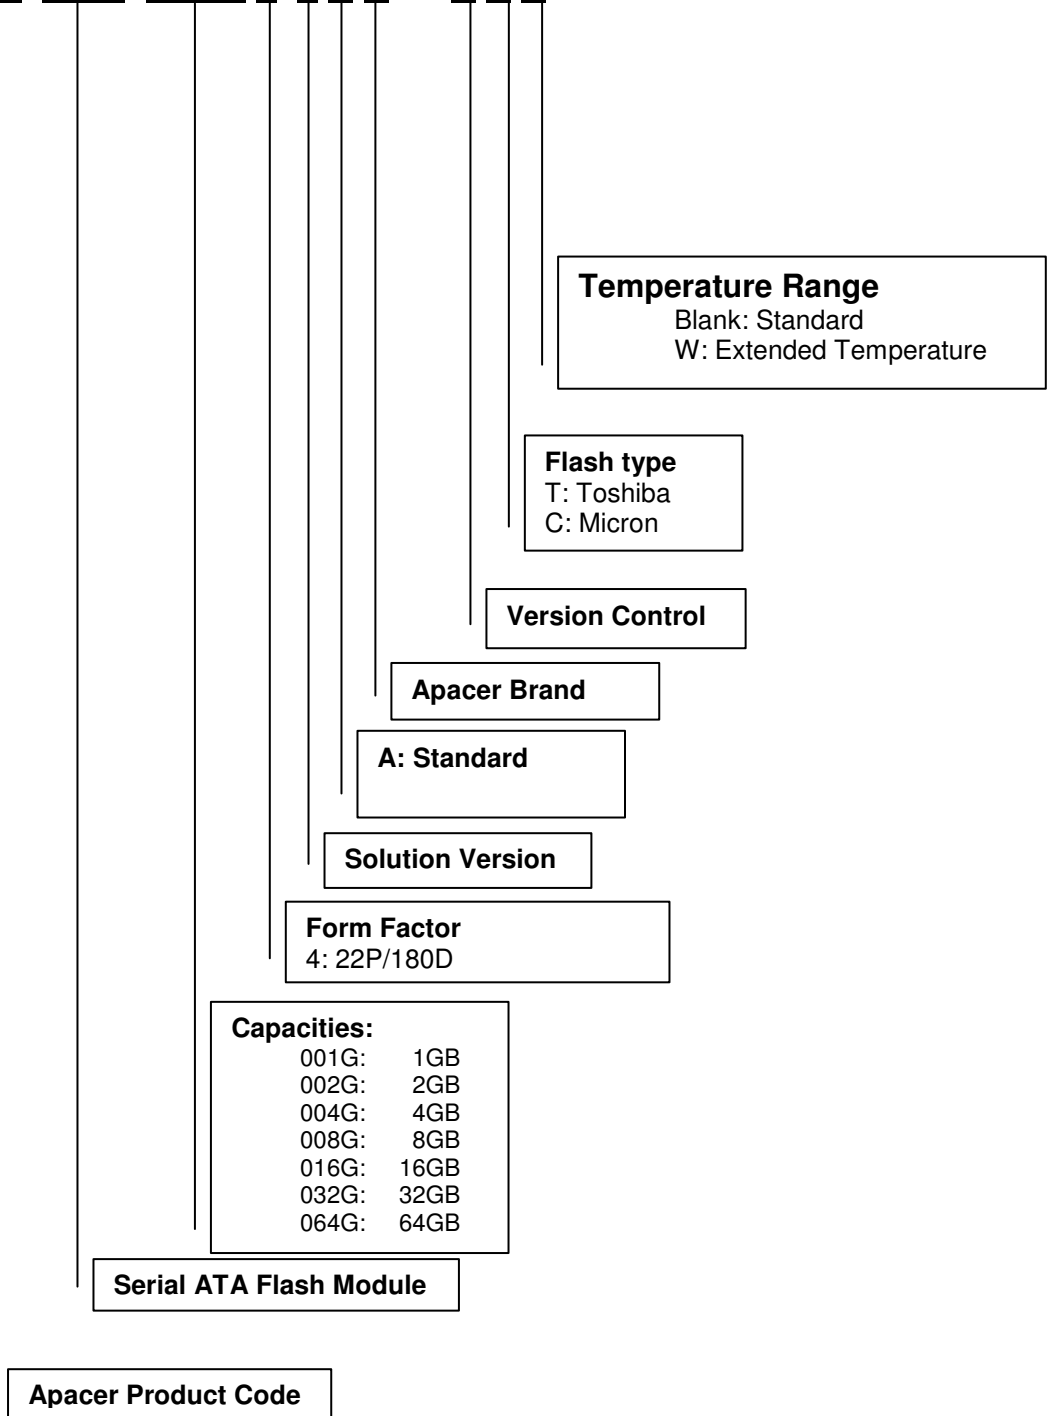 Temperature Range
Blank: Standard
W: Extended Temperature
Flash type
T: Toshiba
C: Micron
Version Control
Apacer Brand
A: Standard
Solution Version
Form Factor
4: 22P/180D
Capacities:
001G: 1GB
002G: 2GB
004G: 4GB
008G: 8GB
016G: 16GB
032G: 32GB
064G: 64GB
Serial ATA Flash Module
Apacer Product Code